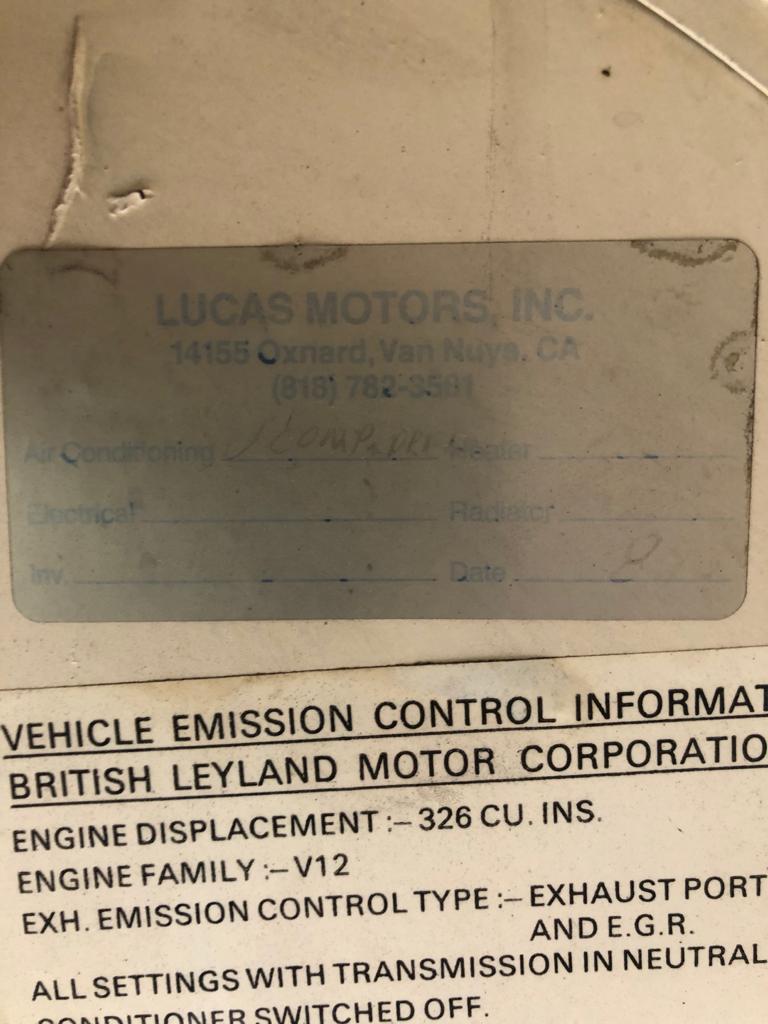 LUCAS MOTORS, INC.
14155 Oxnard, Van Nuys, CA
(818) 782-3591
Air Conditioning Heater
Electrical Radiator
Inv. Date
VEHICLE EMISSION CONTROL INFORMAT
BRITISH LEYLAND MOTOR CORPORATIO
ENGINE DISPLACEMENT :– 326 CU. INS.
ENGINE FAMILY :– V12
EXH. EMISSION CONTROL TYPE :– EXHAUST PORT
AND E.G.R.
ALL SETTINGS WITH TRANSMISSION IN NEUTRAL
CONDITIONER SWITCHED OFF.